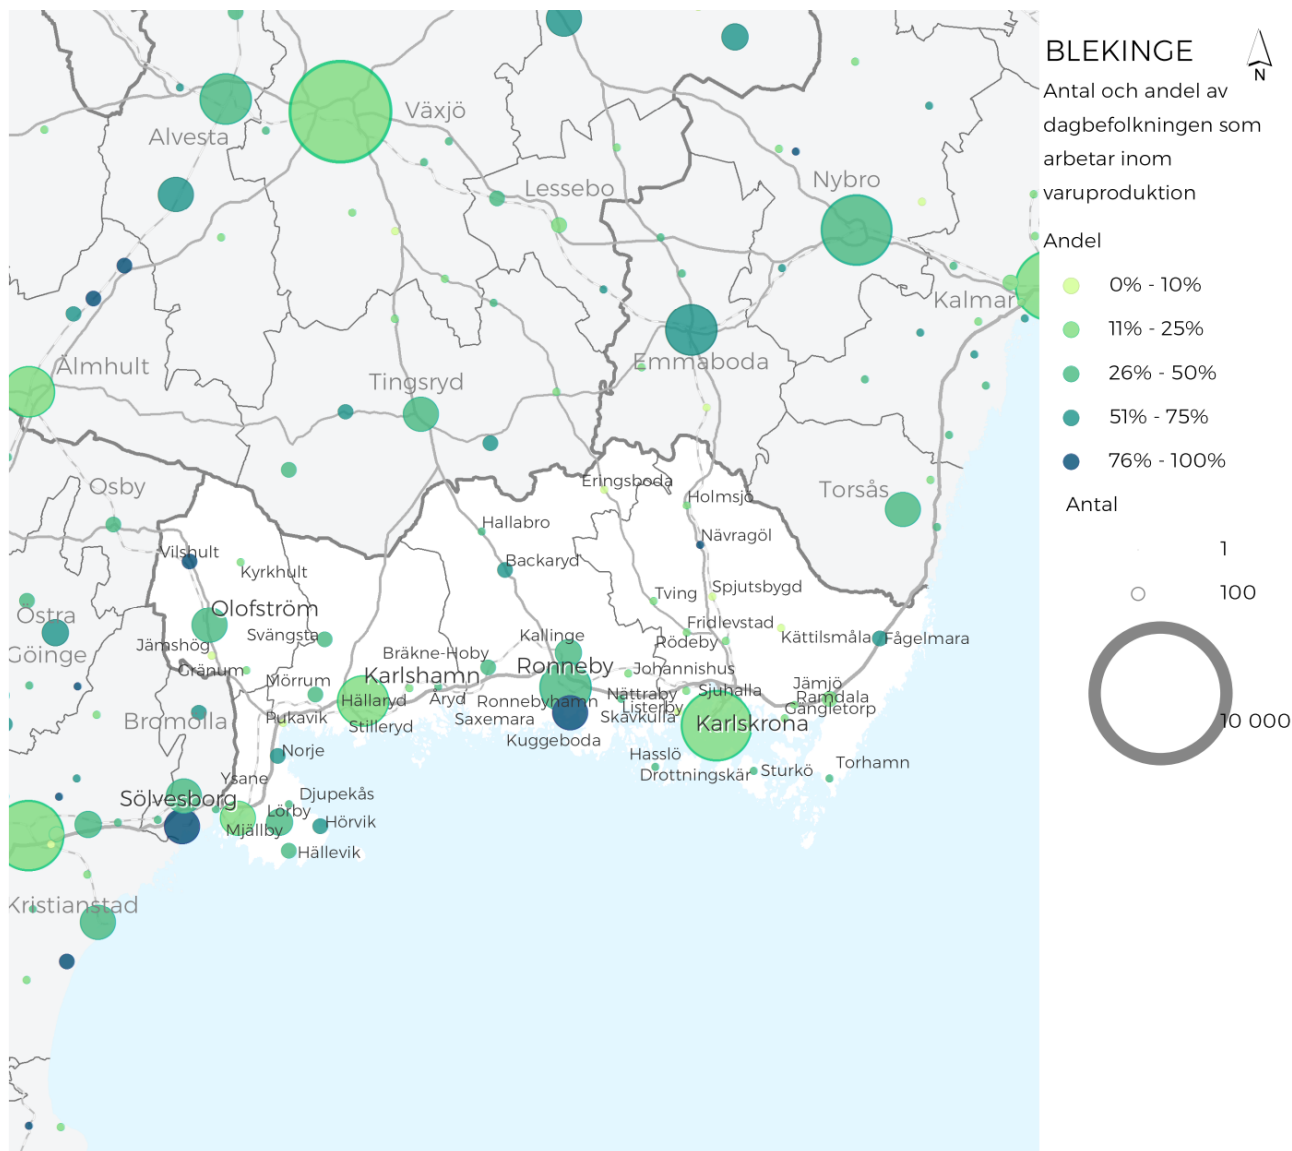 BLEKINGE
N
Antal och andel av
dagbefolkningen som
arbetar inom
varuproduktion
Andel
0% - 10%
11% - 25%
26% - 50%
51% - 75%
76% - 100%
Antal
1
100
10 000
Växjö
Alvesta
Lessebo
Nybro
Kalmar
Emmaboda
Älmhult
Tingsryd
Osby
Torsås
Eringsboda
Holmsjö
Hallabro
Nävragöl
Vilshult
Backaryd
Kyrkhult
Spjutsbygd
Tving
Olofström
Östra
Göinge
Svängsta
Fridlevstad
Kallinge
Rödeby
Kättilsmåla
Fågelmara
Jämshög
Bräkne-Hoby
Gränum
Ronneby
Johannishus
Karlshamn
Mörrum
Jämjö
Sjuhalla
Nättraby
Ramdala
Hällaryd
Åryd
Ronnebyhamn
Listerby
Gängletorp
Pukavik
Saxemara
Skavkulla
Bromölla
Stilleryd
Karlskrona
Kuggeboda
Norje
Hasslö
Torhamn
Drottningskär
Sturkö
Ysane
Sölvesborg
Djupekås
Lörby
Hörvik
Mjällby
Hällevik
Kristianstad